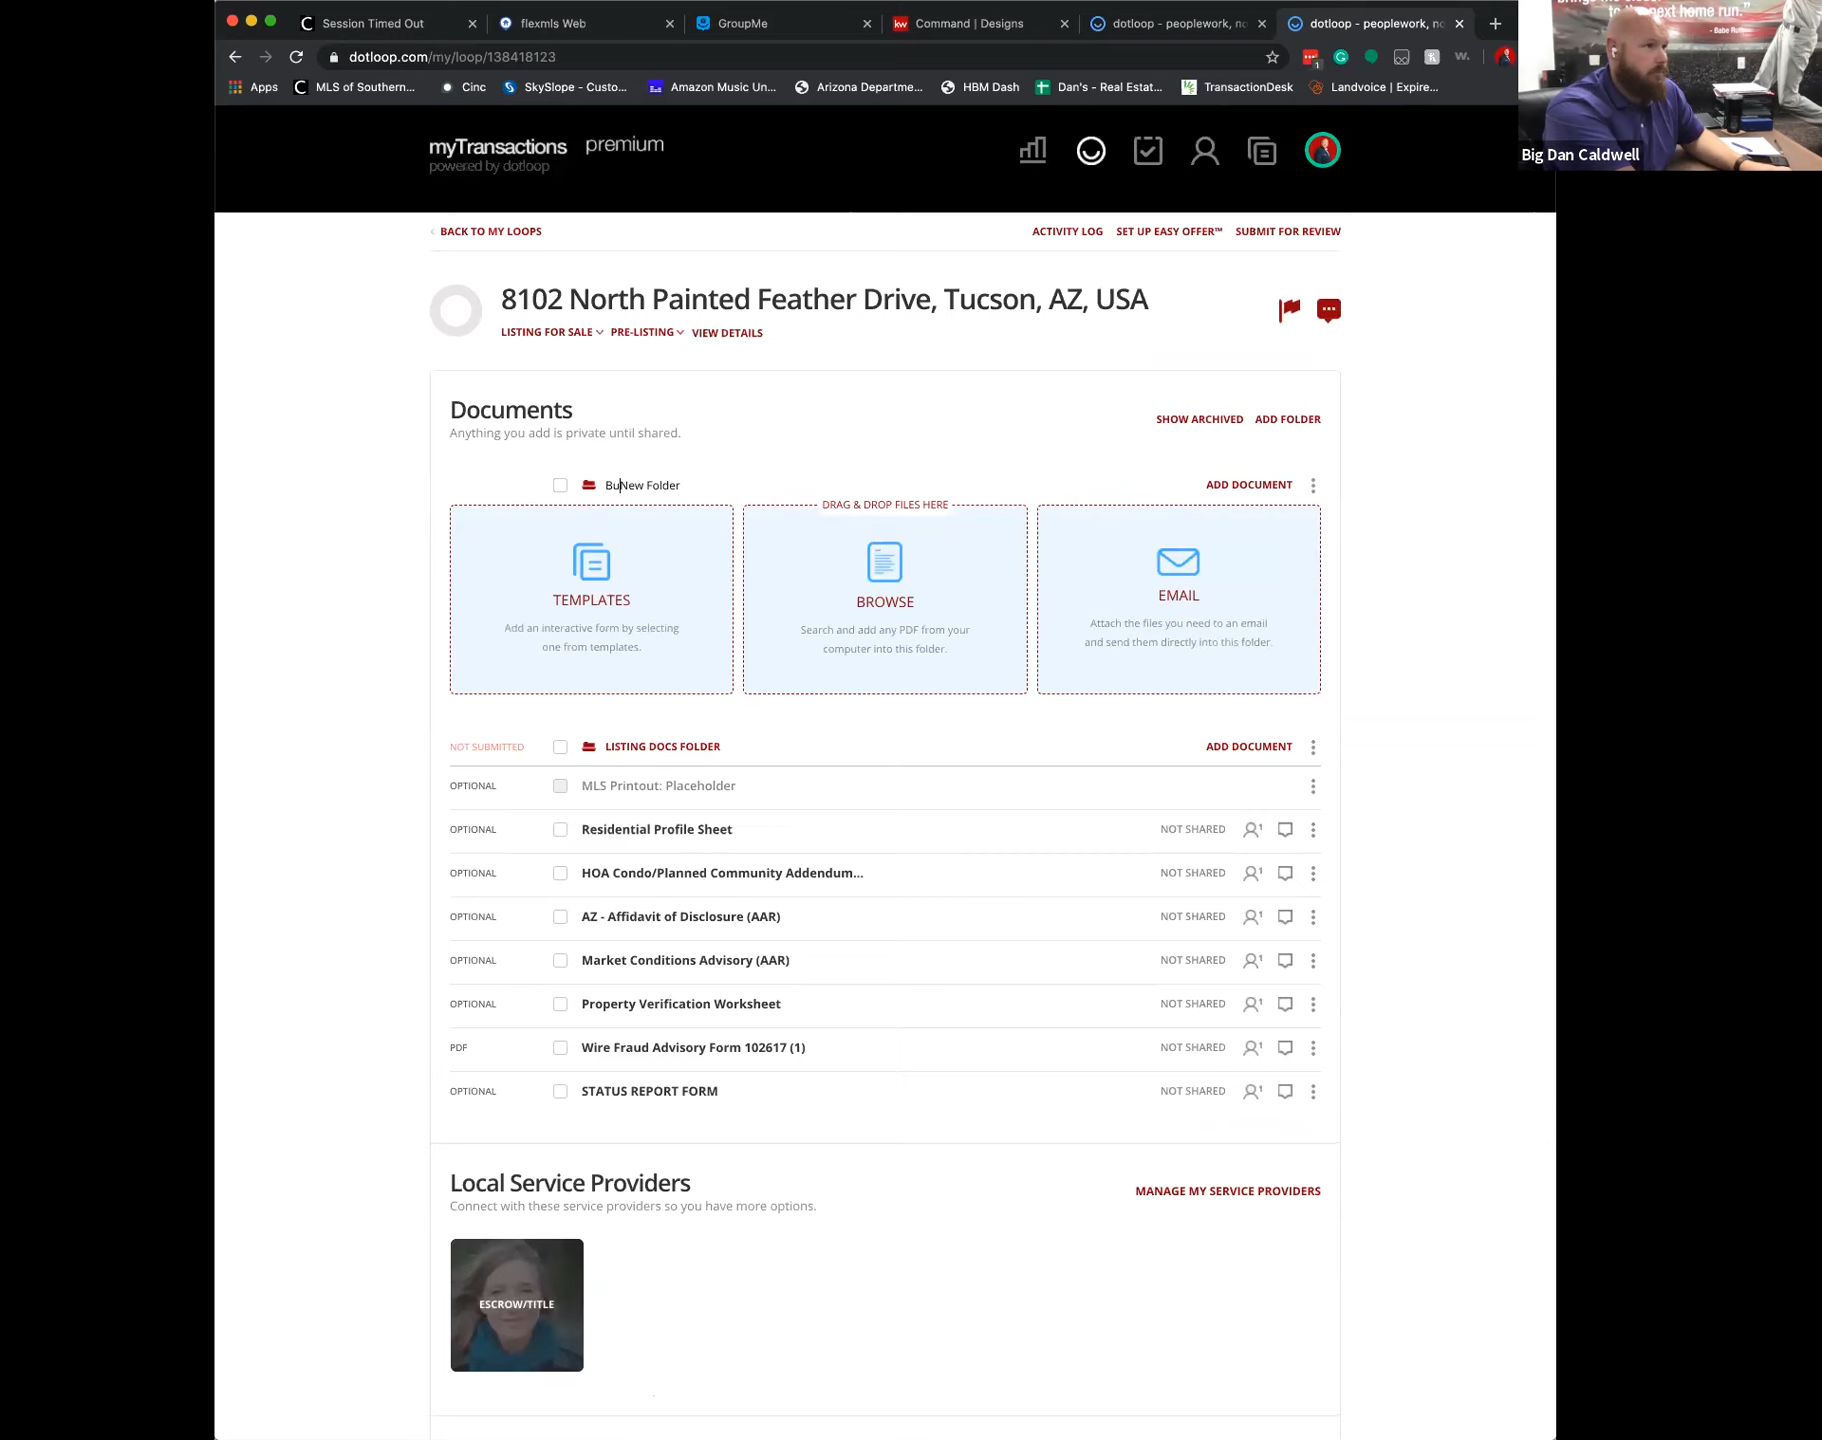 Session Timed Out
flexmls Web
GroupMe
Command | Designs
dotloop - peoplework, no
dotloop - peoplework, no
dotloop.com/my/loop/138418123
Apps
MLS of Southern...
Cinc
SkySlope - Custo...
Amazon Music Un...
Arizona Departme...
HBM Dash
Dan's - Real Estat...
TransactionDesk
Landvoice | Expire...
to the next home run."
- Babe Ruth
Big Dan Caldwell
myTransactions premium
powered by dotloop
BACK TO MY LOOPS
ACTIVITY LOG SET UP EASY OFFER™ SUBMIT FOR REVIEW
8102 North Painted Feather Drive, Tucson, AZ, USA
LISTING FOR SALE PRE-LISTING VIEW DETAILS
Documents
Anything you add is private until shared.
SHOW ARCHIVED ADD FOLDER
BuNew Folder
ADD DOCUMENT
DRAG & DROP FILES HERE
TEMPLATES
Add an interactive form by selecting
one from templates.
BROWSE
Search and add any PDF from your
computer into this folder.
EMAIL
Attach the files you need to an email
and send them directly into this folder.
NOT SUBMITTED LISTING DOCS FOLDER ADD DOCUMENT
OPTIONAL MLS Printout: Placeholder
OPTIONAL Residential Profile Sheet NOT SHARED 1
OPTIONAL HOA Condo/Planned Community Addendum... NOT SHARED 1
OPTIONAL AZ - Affidavit of Disclosure (AAR) NOT SHARED 1
OPTIONAL Market Conditions Advisory (AAR) NOT SHARED 1
OPTIONAL Property Verification Worksheet NOT SHARED 1
PDF Wire Fraud Advisory Form 102617 (1) NOT SHARED 1
OPTIONAL STATUS REPORT FORM NOT SHARED 1
Local Service Providers
Connect with these service providers so you have more options.
MANAGE MY SERVICE PROVIDERS
ESCROW/TITLE